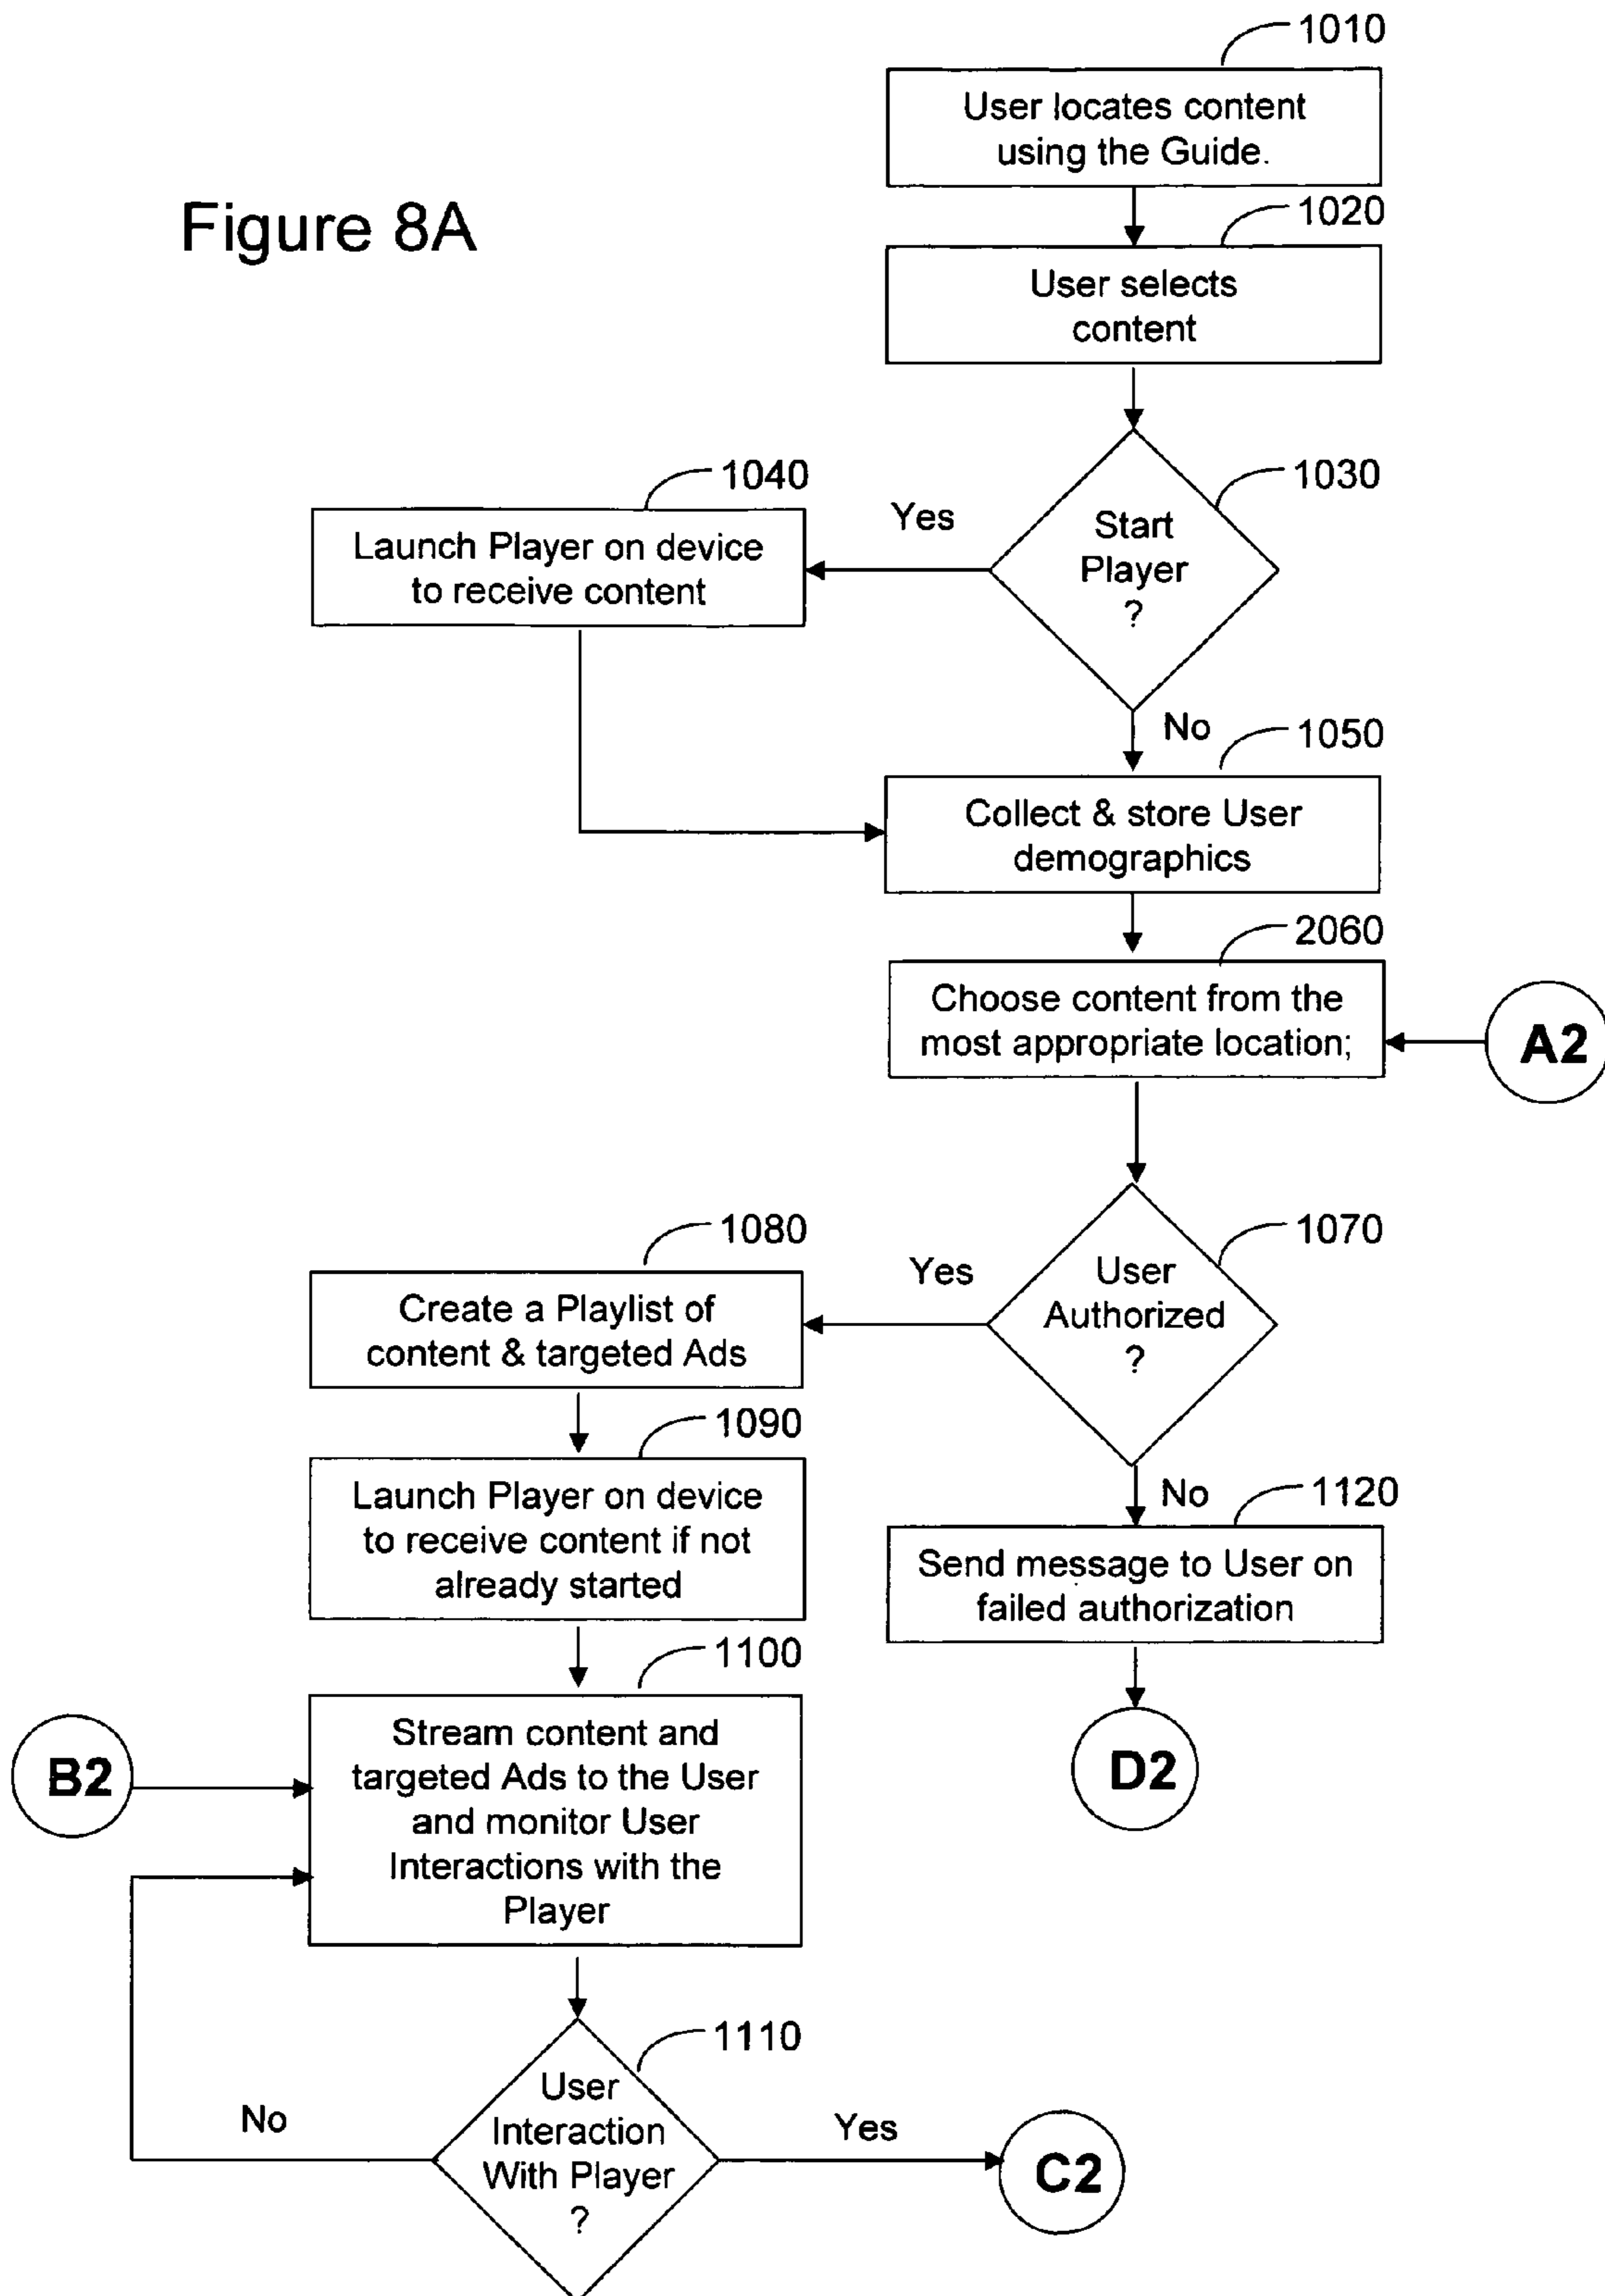 Figure 8A
1010
User locates content
using the Guide.
1020
User selects
content
1030
Start
Player
?
Yes
1040
Launch Player on device
to receive content
No
1050
Collect & store User
demographics
2060
Choose content from the
most appropriate location;
A2
1070
User
Authorized
?
Yes
1080
Create a Playlist of
content & targeted Ads
1090
Launch Player on device
to receive content if not
already started
No
1120
Send message to User on
failed authorization
D2
1100
Stream content and
targeted Ads to the User
and monitor User
Interactions with the
Player
B2
1110
User
Interaction
With Player
?
No
Yes
C2